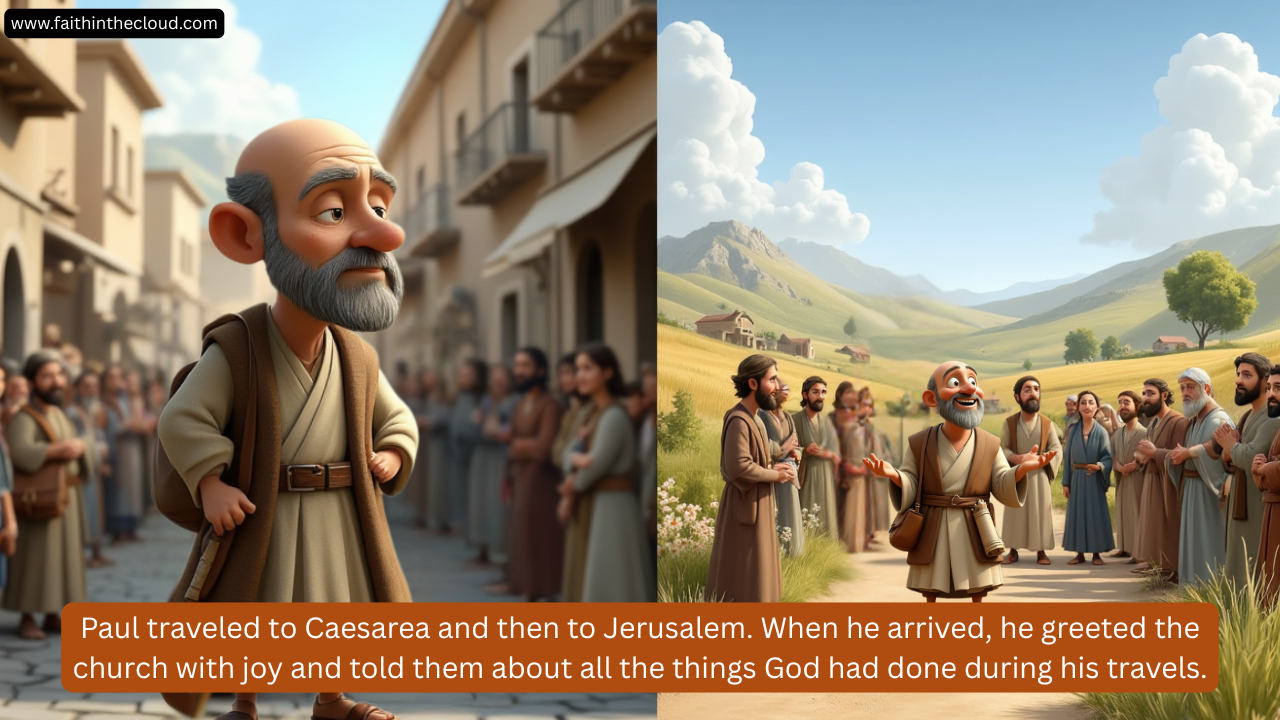 www.faithinthecloud.com
Paul traveled to Caesarea and then to Jerusalem. When he arrived, he greeted the
church with joy and told them about all the things God had done during his travels.